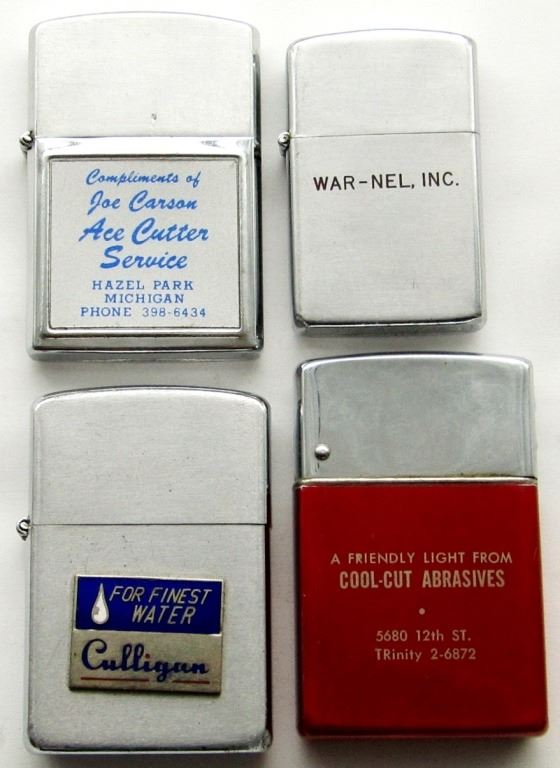 Compliments of
Joe Carson
Ace Cutter
Service
HAZEL PARK
MICHIGAN
PHONE 398-6434
WAR-NEL, INC.
FOR FINEST
WATER
Culligan
A FRIENDLY LIGHT FROM
COOL-CUT ABRASIVES
•
5680 12th ST.
TRinity 2-6872